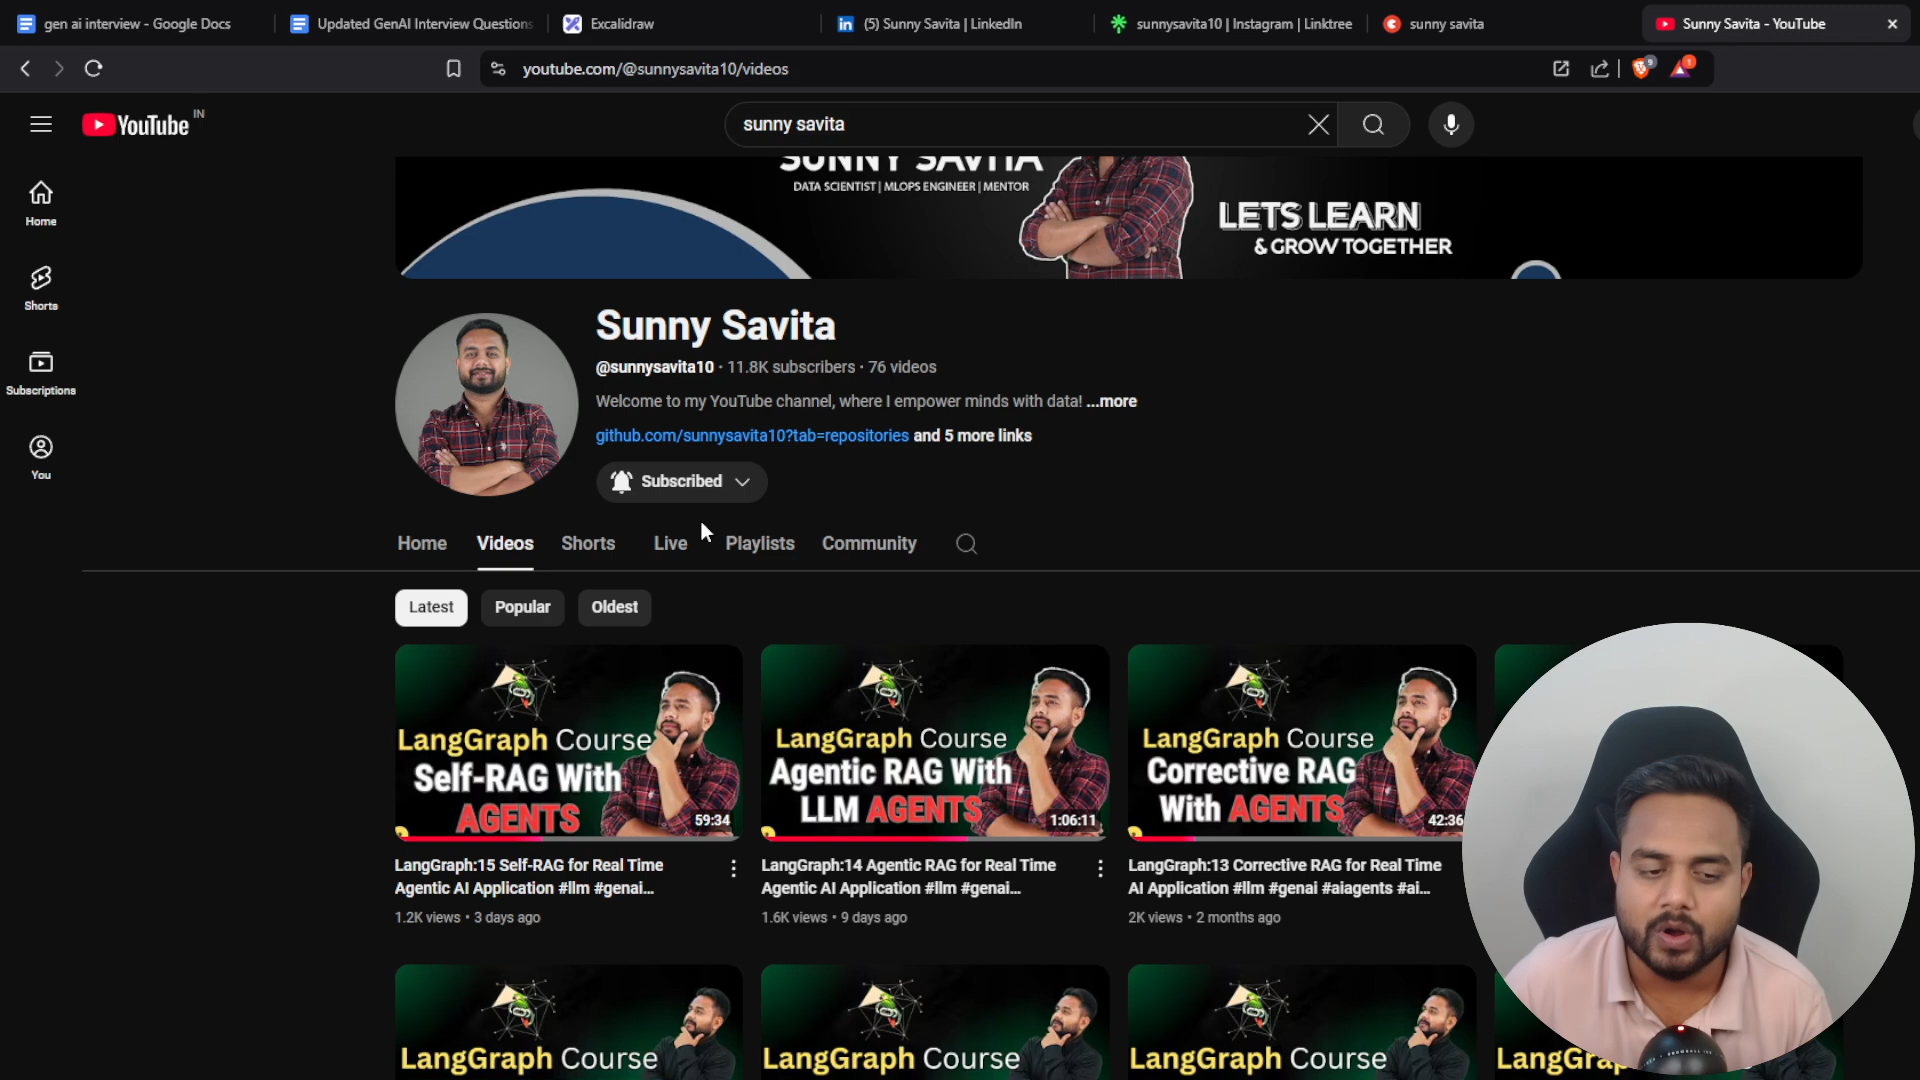 gen ai interview - Google Docs
Updated GenAI Interview Questions
Excalidraw
(5) Sunny Savita | LinkedIn
sunnysavita10 | Instagram | Linktree
sunny savita
Sunny Savita - YouTube
youtube.com/@sunnysavita10/videos
9
1
YouTube IN
sunny savita
Home
Shorts
Subscriptions
You
SUNNY SAVITA
DATA SCIENTIST | MLOPS ENGINEER | MENTOR
LETS LEARN
& GROW TOGETHER
Sunny Savita
@sunnysavita10 · 11.8K subscribers · 76 videos
Welcome to my YouTube channel, where I empower minds with data! ...more
github.com/sunnysavita10?tab=repositories and 5 more links
Subscribed
Home
Videos
Shorts
Live
Playlists
Community
Latest
Popular
Oldest
LangGraph Course
Self-RAG With
AGENTS
59:34
LangGraph:15 Self-RAG for Real Time
Agentic AI Application #llm #genai...
1.2K views · 3 days ago
LangGraph Course
Agentic RAG With
LLM AGENTS
1:06:11
LangGraph:14 Agentic RAG for Real Time
Agentic AI Application #llm #genai...
1.6K views · 9 days ago
LangGraph Course
Corrective RAG
With AGENTS
42:36
LangGraph:13 Corrective RAG for Real Time
AI Application #llm #genai #aiagents #ai...
2K views · 2 months ago
LangGraph Course
LangGraph Course
LangGraph Course